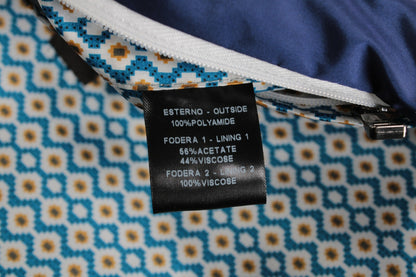 ESTERNO - OUTSIDE
100%POLYAMIDE
FODERA 1 - LINING 1
56%ACETATE
44%VISCOSE
FODERA 2 - LINING 2
100%VISCOSE